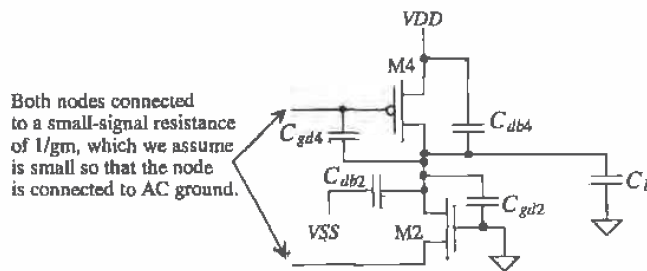 VDD
M4
Both nodes connected
to a small-signal resistance
of 1/gm, which we assume
is small so that the node
is connected to AC ground.
Cgd4
Cdb4
Cdb2
VSS
M2
Cgd2